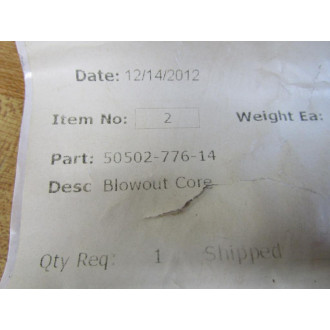 Date: 12/14/2012
Item No: 2 Weight Ea:
Part: 50502-776-14
Desc Blowout Core
Qty Req: 1 Shipped